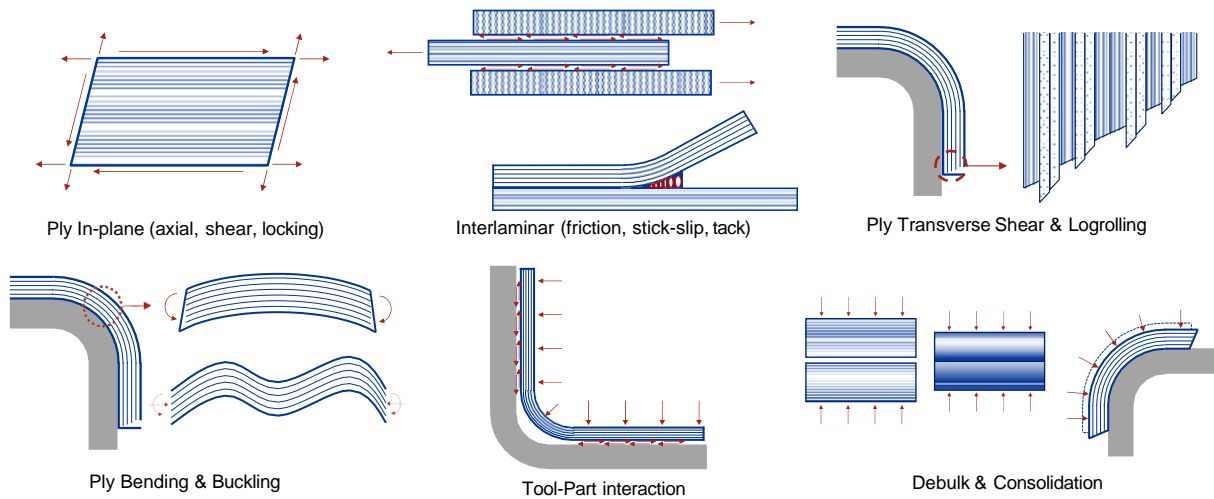 Ply In-plane (axial, shear, locking)
Interlaminar (friction, stick-slip, tack)
Ply Transverse Shear & Logrolling
Ply Bending & Buckling
Tool-Part interaction
Debulk & Consolidation